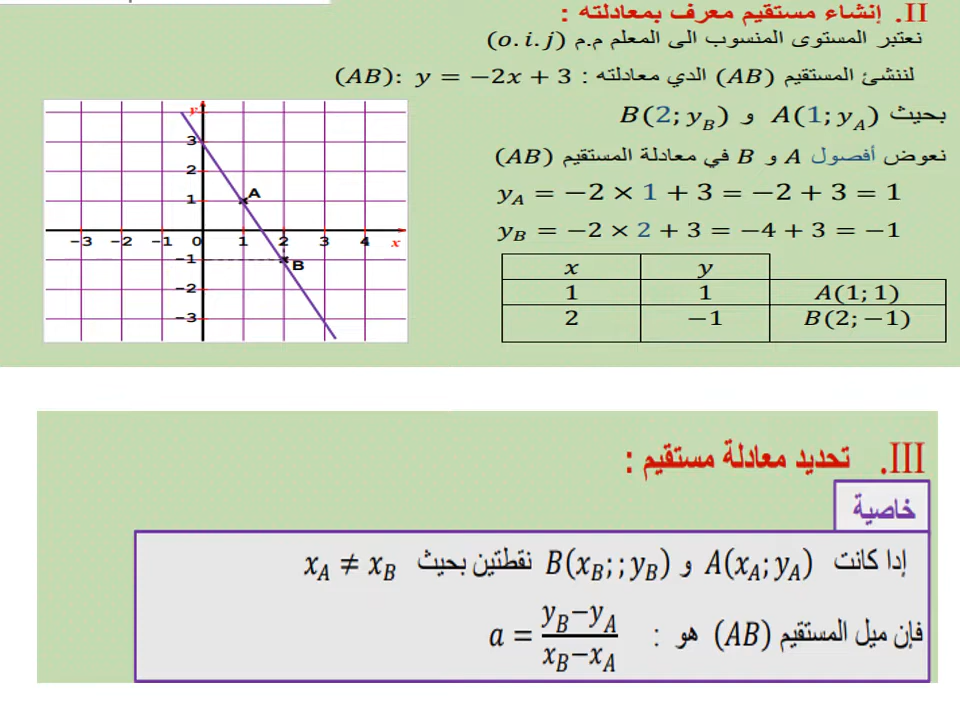 II. إنشاء مستقيم معرف بمعادلته :
نعتبر المستوى المنسوب الى المعلم م.م (o.i.j)
لننشئ المستقيم (AB) الدي معادلته : (AB): y = −2x + 3
بحيث A(1; y_A) و B(2; y_B)
نعوض أفصول A و B في معادلة المستقيم (AB)
y_A = −2 × 1 + 3 = −2 + 3 = 1
y_B = −2 × 2 + 3 = −4 + 3 = −1
x y
1 1 A(1; 1)
2 −1 B(2; −1)
y
3
2
1 A
−3 −2 −1 0 1 2 3 4 x
−1 B
−2
−3
III. تحديد معادلة مستقيم :
خاصية
إدا كانت A(x_A; y_A) و B(x_B; ; y_B) نقطتين بحيث x_A ≠ x_B
فإن ميل المستقيم (AB) هو : a = (y_B−y_A)/(x_B−x_A)